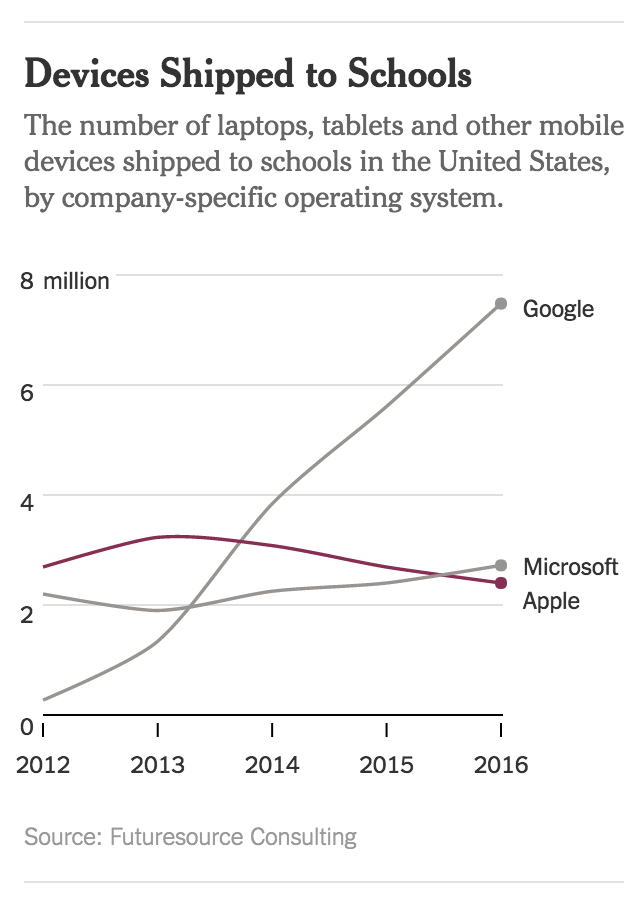 Devices Shipped to Schools
The number of laptops, tablets and other mobile
devices shipped to schools in the United States,
by company-specific operating system.
8 million
Google
6
4
Microsoft
Apple
2
0
2012 2013 2014 2015 2016
Source: Futuresource Consulting